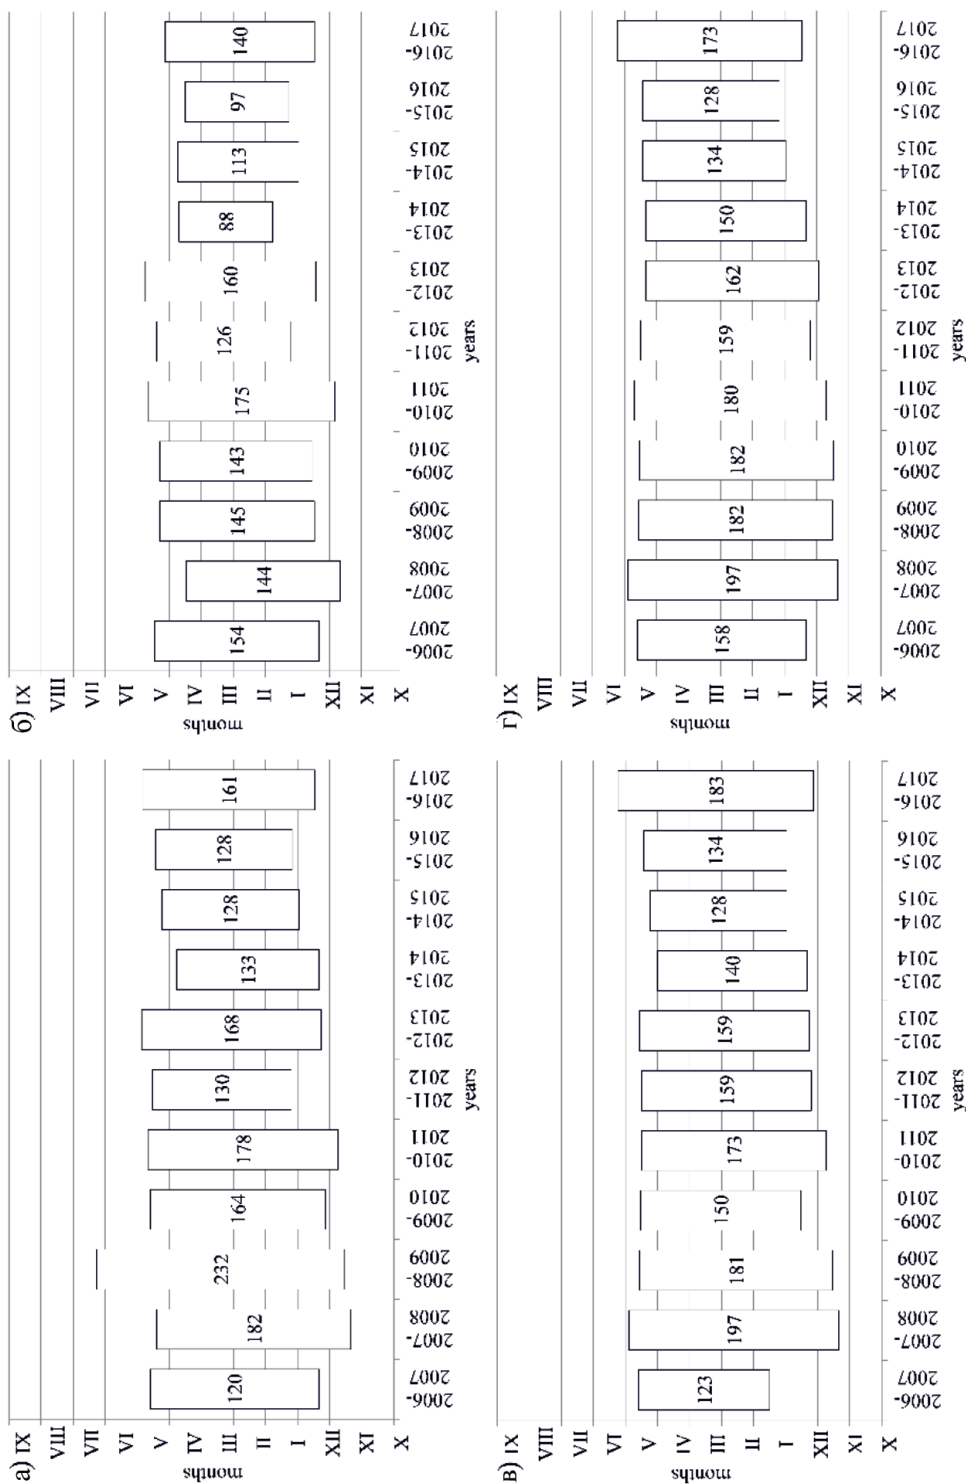 а)
IX
VIII
VII
VI
V
IV
III
II
I
XII
XI
X
months
120
182
232
164
178
130
168
133
128
128
161
2006-
2007
2007-
2008
2008-
2009
2009-
2010
2010-
2011
2011-
2012
2012-
2013
2013-
2014
2014-
2015
2015-
2016
2016-
2017
years
б)
IX
VIII
VII
VI
V
IV
III
II
I
XII
XI
X
months
154
144
145
143
175
126
160
88
113
97
140
2006-
2007
2007-
2008
2008-
2009
2009-
2010
2010-
2011
2011-
2012
2012-
2013
2013-
2014
2014-
2015
2015-
2016
2016-
2017
years
в)
IX
VIII
VII
VI
V
IV
III
II
I
XII
XI
X
months
123
197
181
150
173
159
159
140
128
134
183
2006-
2007
2007-
2008
2008-
2009
2009-
2010
2010-
2011
2011-
2012
2012-
2013
2013-
2014
2014-
2015
2015-
2016
2016-
2017
years
г)
IX
VIII
VII
VI
V
IV
III
II
I
XII
XI
X
months
158
197
182
182
180
159
162
150
134
128
173
2006-
2007
2007-
2008
2008-
2009
2009-
2010
2010-
2011
2011-
2012
2012-
2013
2013-
2014
2014-
2015
2015-
2016
2016-
2017
years